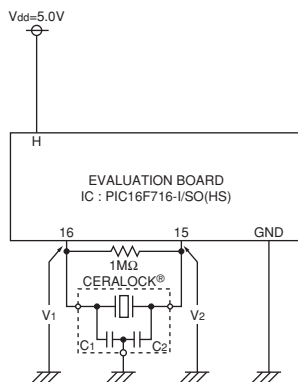 Vdd=5.0V
H
EVALUATION BOARD
IC : PIC16F716-I/SO(HS)
16
15
GND
1MΩ
CERALOCK®
V1
V2
C1
C2